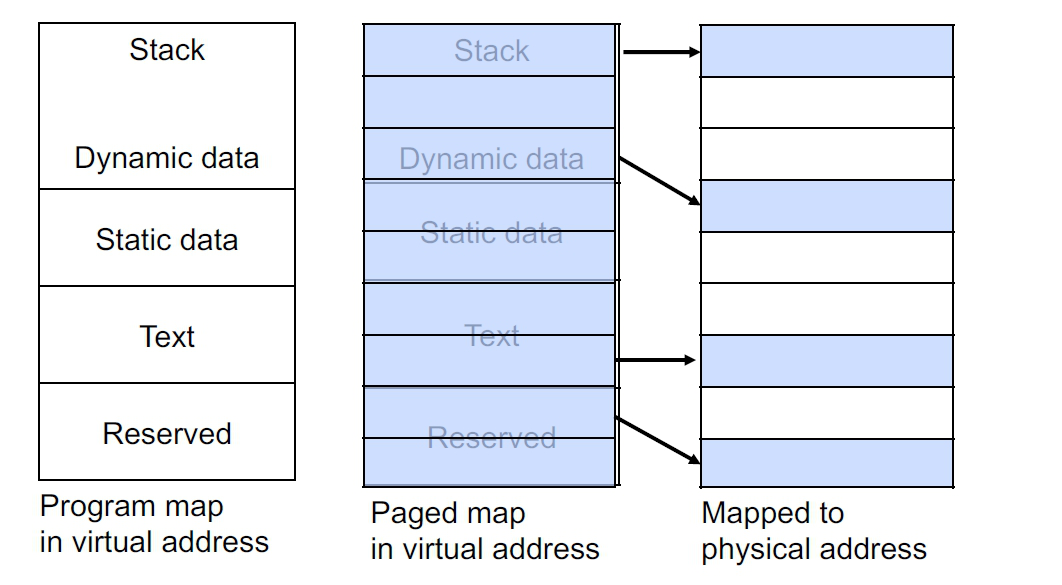 Stack
Dynamic data
Static data
Text
Reserved
Program map
in virtual address
Stack
Dynamic data
Static data
Text
Reserved
Paged map
in virtual address
Mapped to
physical address